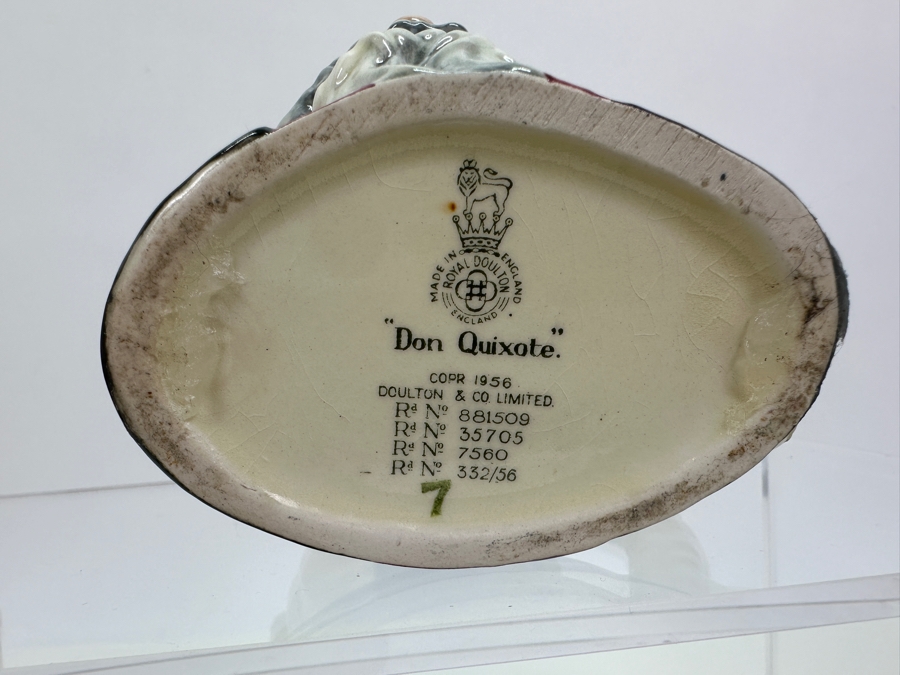 MADE IN ENGLAND
ROYAL DOULTON
ENGLAND
"Don Quixote."
COPR 1956
DOULTON & CO. LIMITED.
Rd No 881509
Rd No 35705
Rd No 7560
Rd No 332/56
7